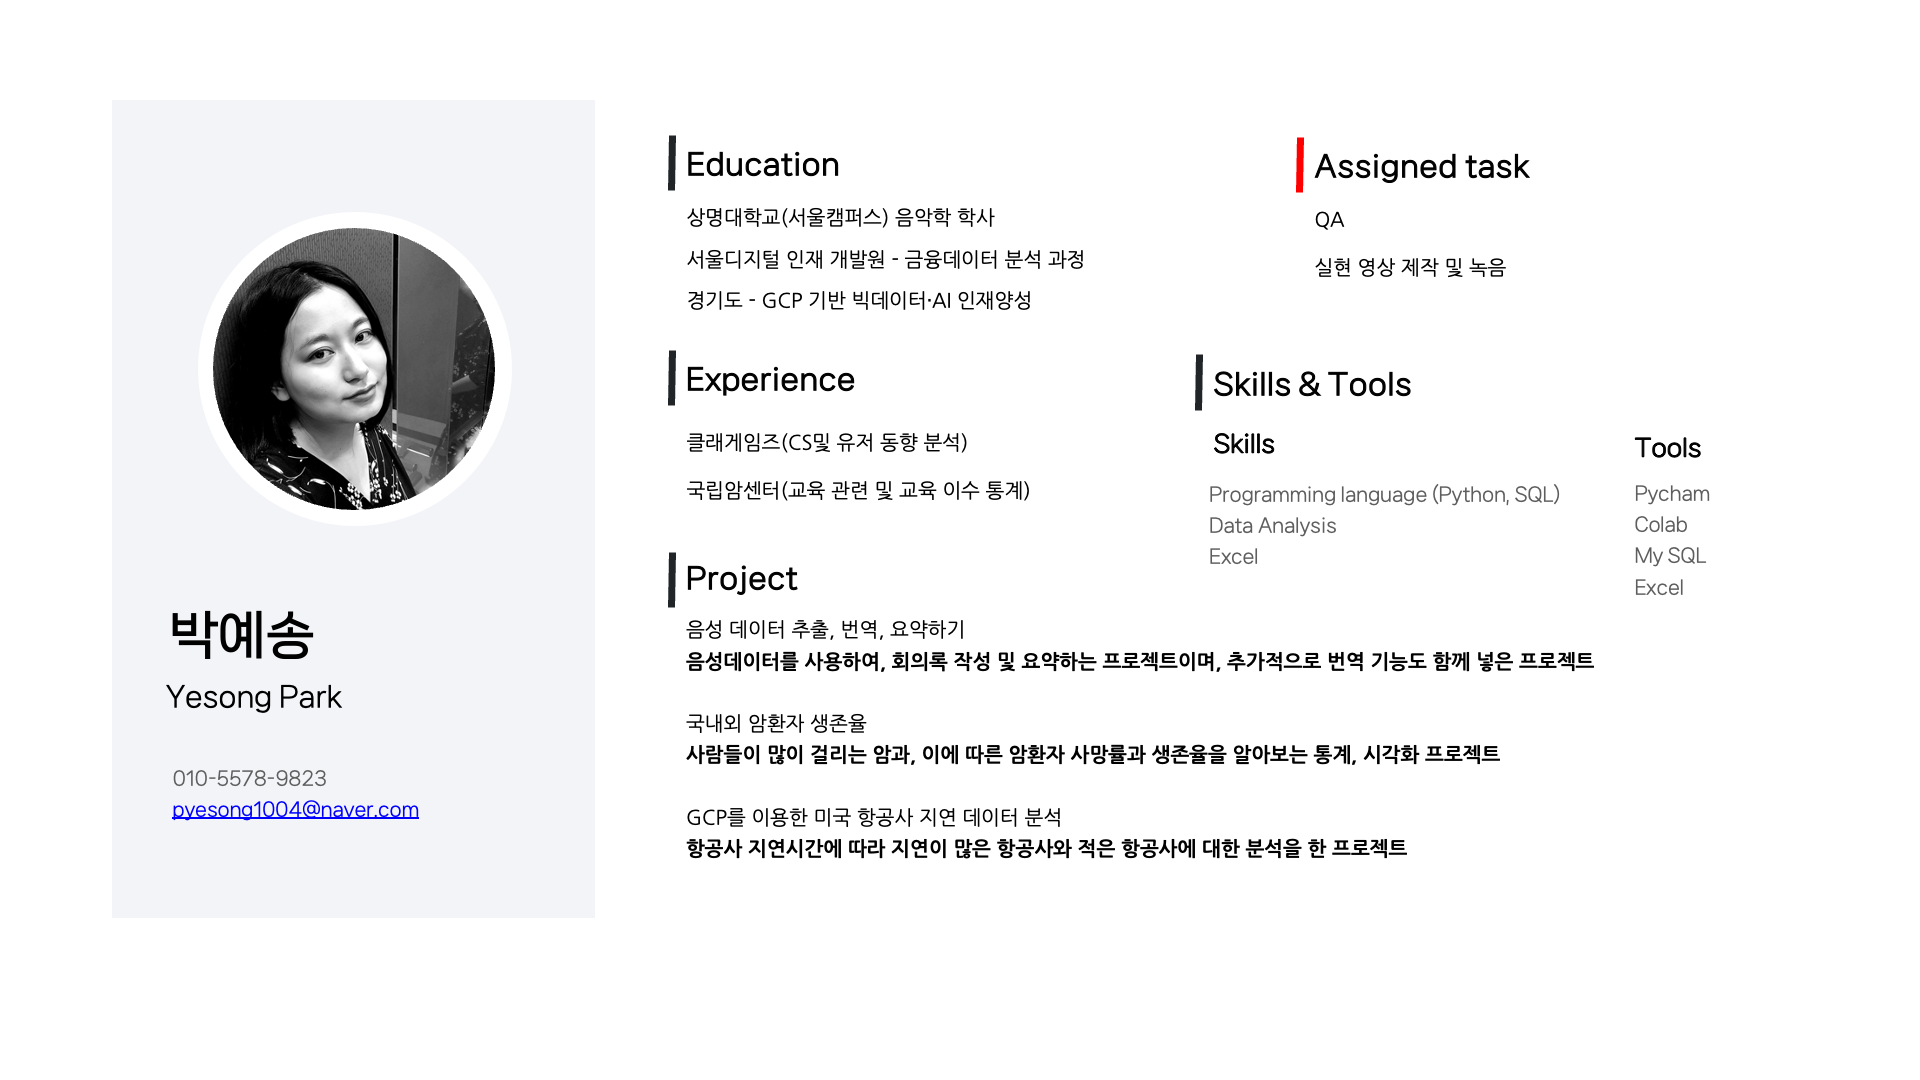 박예송
Yesong Park
010-5578-9823
pyesong1004@naver.com
Education
상명대학교(서울캠퍼스) 음악학 학사
서울디지털 인재 개발원 - 금융데이터 분석 과정
경기도 - GCP 기반 빅데이터·AI 인재양성
Assigned task
QA
실현 영상 제작 및 녹음
Experience
클래게임즈(CS및 유저 동향 분석)
국립암센터(교육 관련 및 교육 이수 통계)
Skills & Tools
Skills
Programming language (Python, SQL)
Data Analysis
Excel
Tools
Pycham
Colab
My SQL
Excel
Project
음성 데이터 추출, 번역, 요약하기
음성데이터를 사용하여, 회의록 작성 및 요약하는 프로젝트이며, 추가적으로 번역 기능도 함께 넣은 프로젝트
국내외 암환자 생존율
사람들이 많이 걸리는 암과, 이에 따른 암환자 사망률과 생존율을 알아보는 통계, 시각화 프로젝트
GCP를 이용한 미국 항공사 지연 데이터 분석
항공사 지연시간에 따라 지연이 많은 항공사와 적은 항공사에 대한 분석을 한 프로젝트